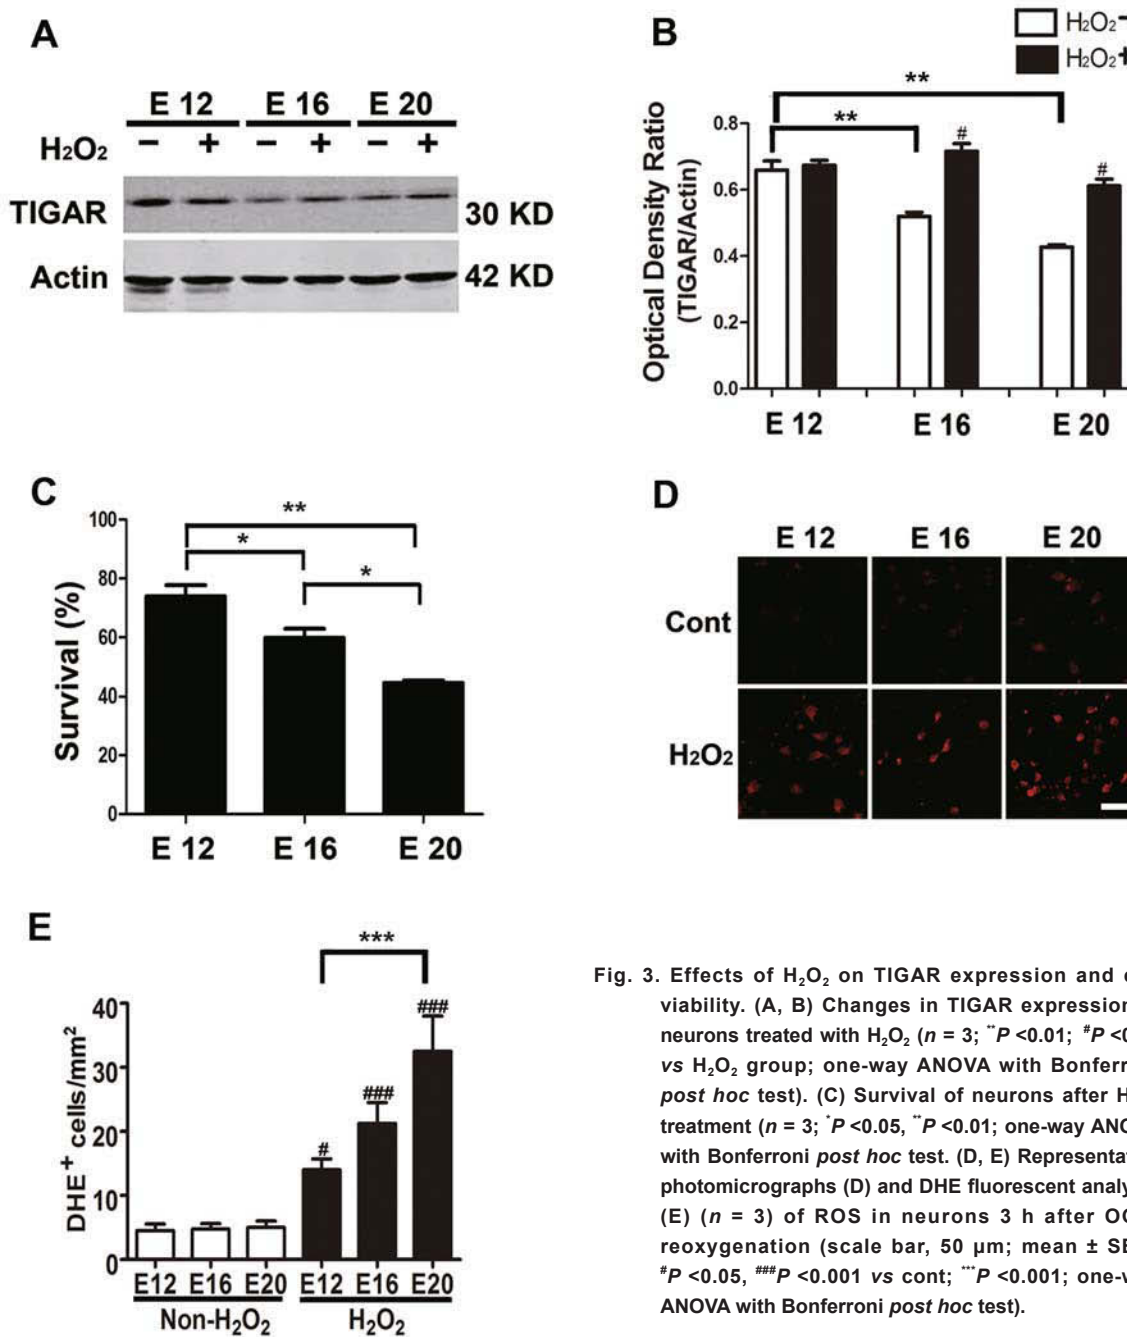 A
E 12 E 16 E 20
H₂O₂ − + − + − +
TIGAR 30 KD
Actin 42 KD
B
H₂O₂−
H₂O₂+
**
**
# #
Optical Density Ratio
(TIGAR/Actin)
0.8
0.6
0.4
0.2
0.0
E 12 E 16 E 20
C
**
*
*
Survival (%)
100
80
60
40
20
0
E 12 E 16 E 20
D
E 12 E 16 E 20
Cont
H₂O₂
E
***
# ### ###
DHE⁺ cells/mm²
40
30
20
10
0
E12 E16 E20 E12 E16 E20
Non-H₂O₂ H₂O₂
Fig. 3. Effects of H₂O₂ on TIGAR expression and
viability. (A, B) Changes in TIGAR expression
neurons treated with H₂O₂ (n = 3; **P <0.01; #P <0
vs H₂O₂ group; one-way ANOVA with Bonferr
post hoc test). (C) Survival of neurons after H
treatment (n = 3; *P <0.05, **P <0.01; one-way ANO
with Bonferroni post hoc test. (D, E) Representat
photomicrographs (D) and DHE fluorescent analy
(E) (n = 3) of ROS in neurons 3 h after
reoxygenation (scale bar, 50 μm; mean ± SE
#P <0.05, ###P <0.001 vs cont; ***P <0.001; one-w
ANOVA with Bonferroni post hoc test).